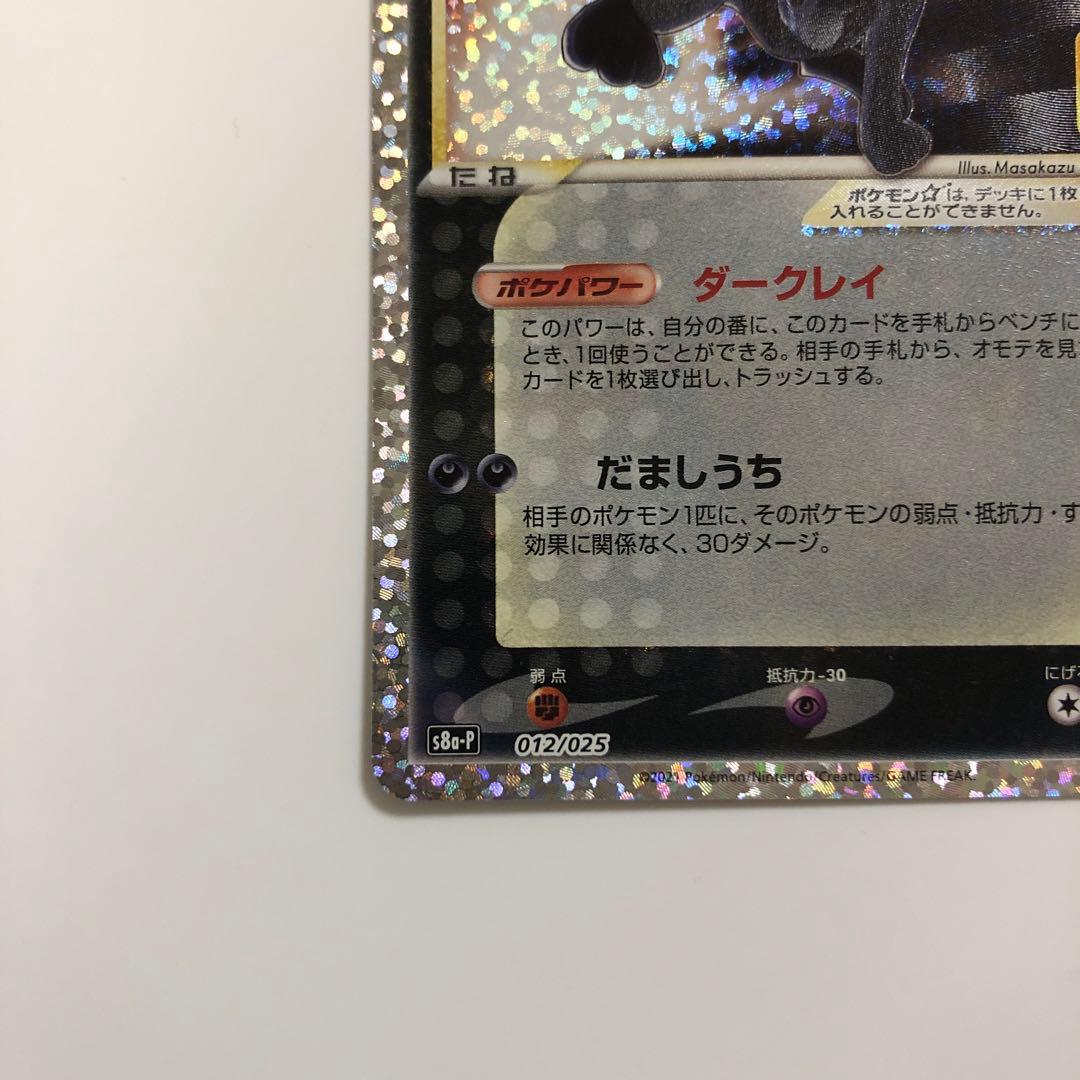 たね
Illus. Masakazu
ポケモン☆は、デッキに1枚
入れることができません。
ポケパワー ダークレイ
このパワーは、自分の番に、このカードを手札からベンチに
とき、1回使うことができる。相手の手札から、オモテを見
カードを1枚選び出し、トラッシュする。
だましうち
相手のポケモン1匹に、そのポケモンの弱点・抵抗力・す
効果に関係なく、30ダメージ。
弱点 抵抗力-30 にげ
s8a-P 012/025
©2021 Pokémon/Nintendo/Creatures/GAME FREAK.